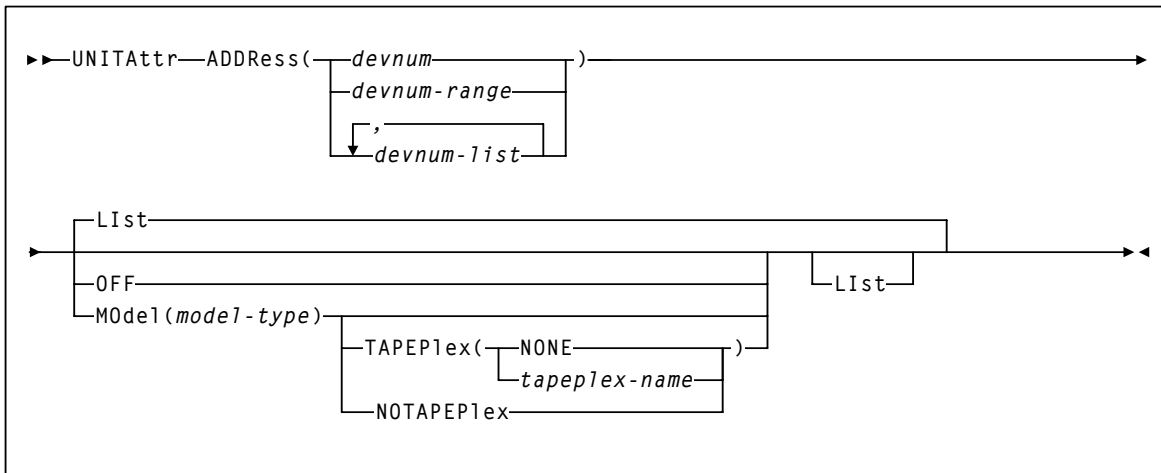 UNITAttr ADDRess( devnum )
devnum-range
,
devnum-list
LIst
OFF
LIst
MOdel(model-type)
TAPEPlex( NONE )
tapeplex-name
NOTAPEPlex